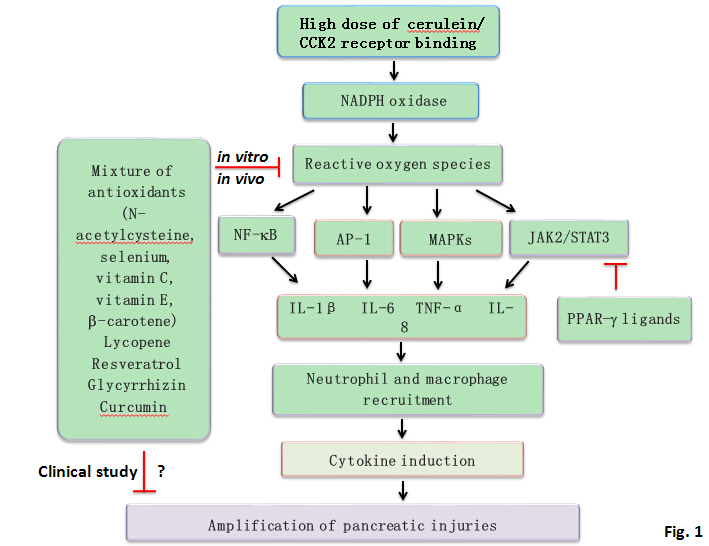 High dose of cerulein/
CCK2 receptor binding
NADPH oxidase
in vitro
in vivo
Reactive oxygen species
Mixture of
antioxidants
(N-
acetylcysteine,
selenium,
vitamin C,
vitamin E,
β-carotene)
Lycopene
Resveratrol
Glycyrrhizin
Curcumin
NF-κB
AP-1
MAPKs
JAK2/STAT3
IL-1β IL-6 TNF-α IL-
8
PPAR-γ ligands
Neutrophil and macrophage
recruitment
Cytokine induction
Clinical study ?
Amplification of pancreatic injuries
Fig. 1